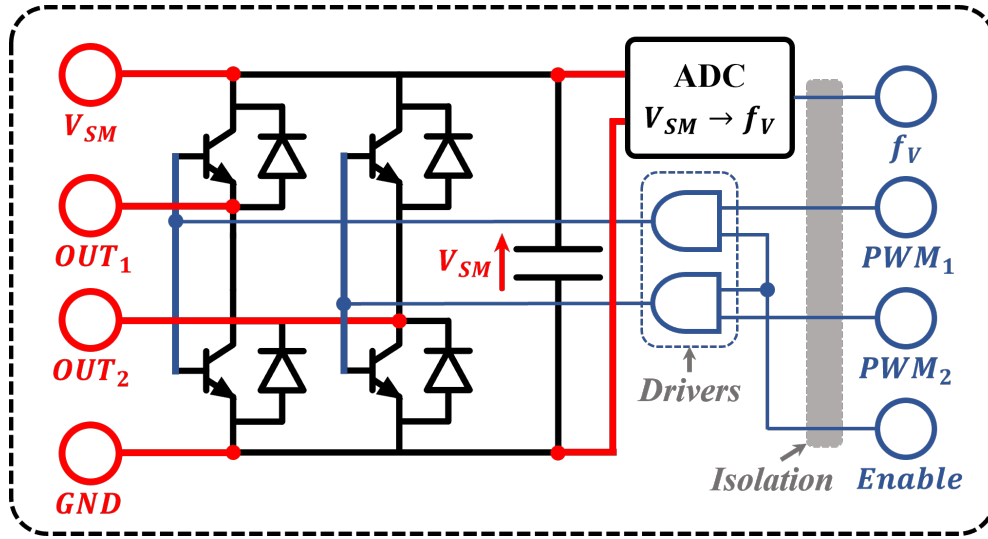 V_SM
OUT_1
OUT_2
GND
V_SM
ADC
V_SM → f_V
Drivers
Isolation
f_V
PWM_1
PWM_2
Enable